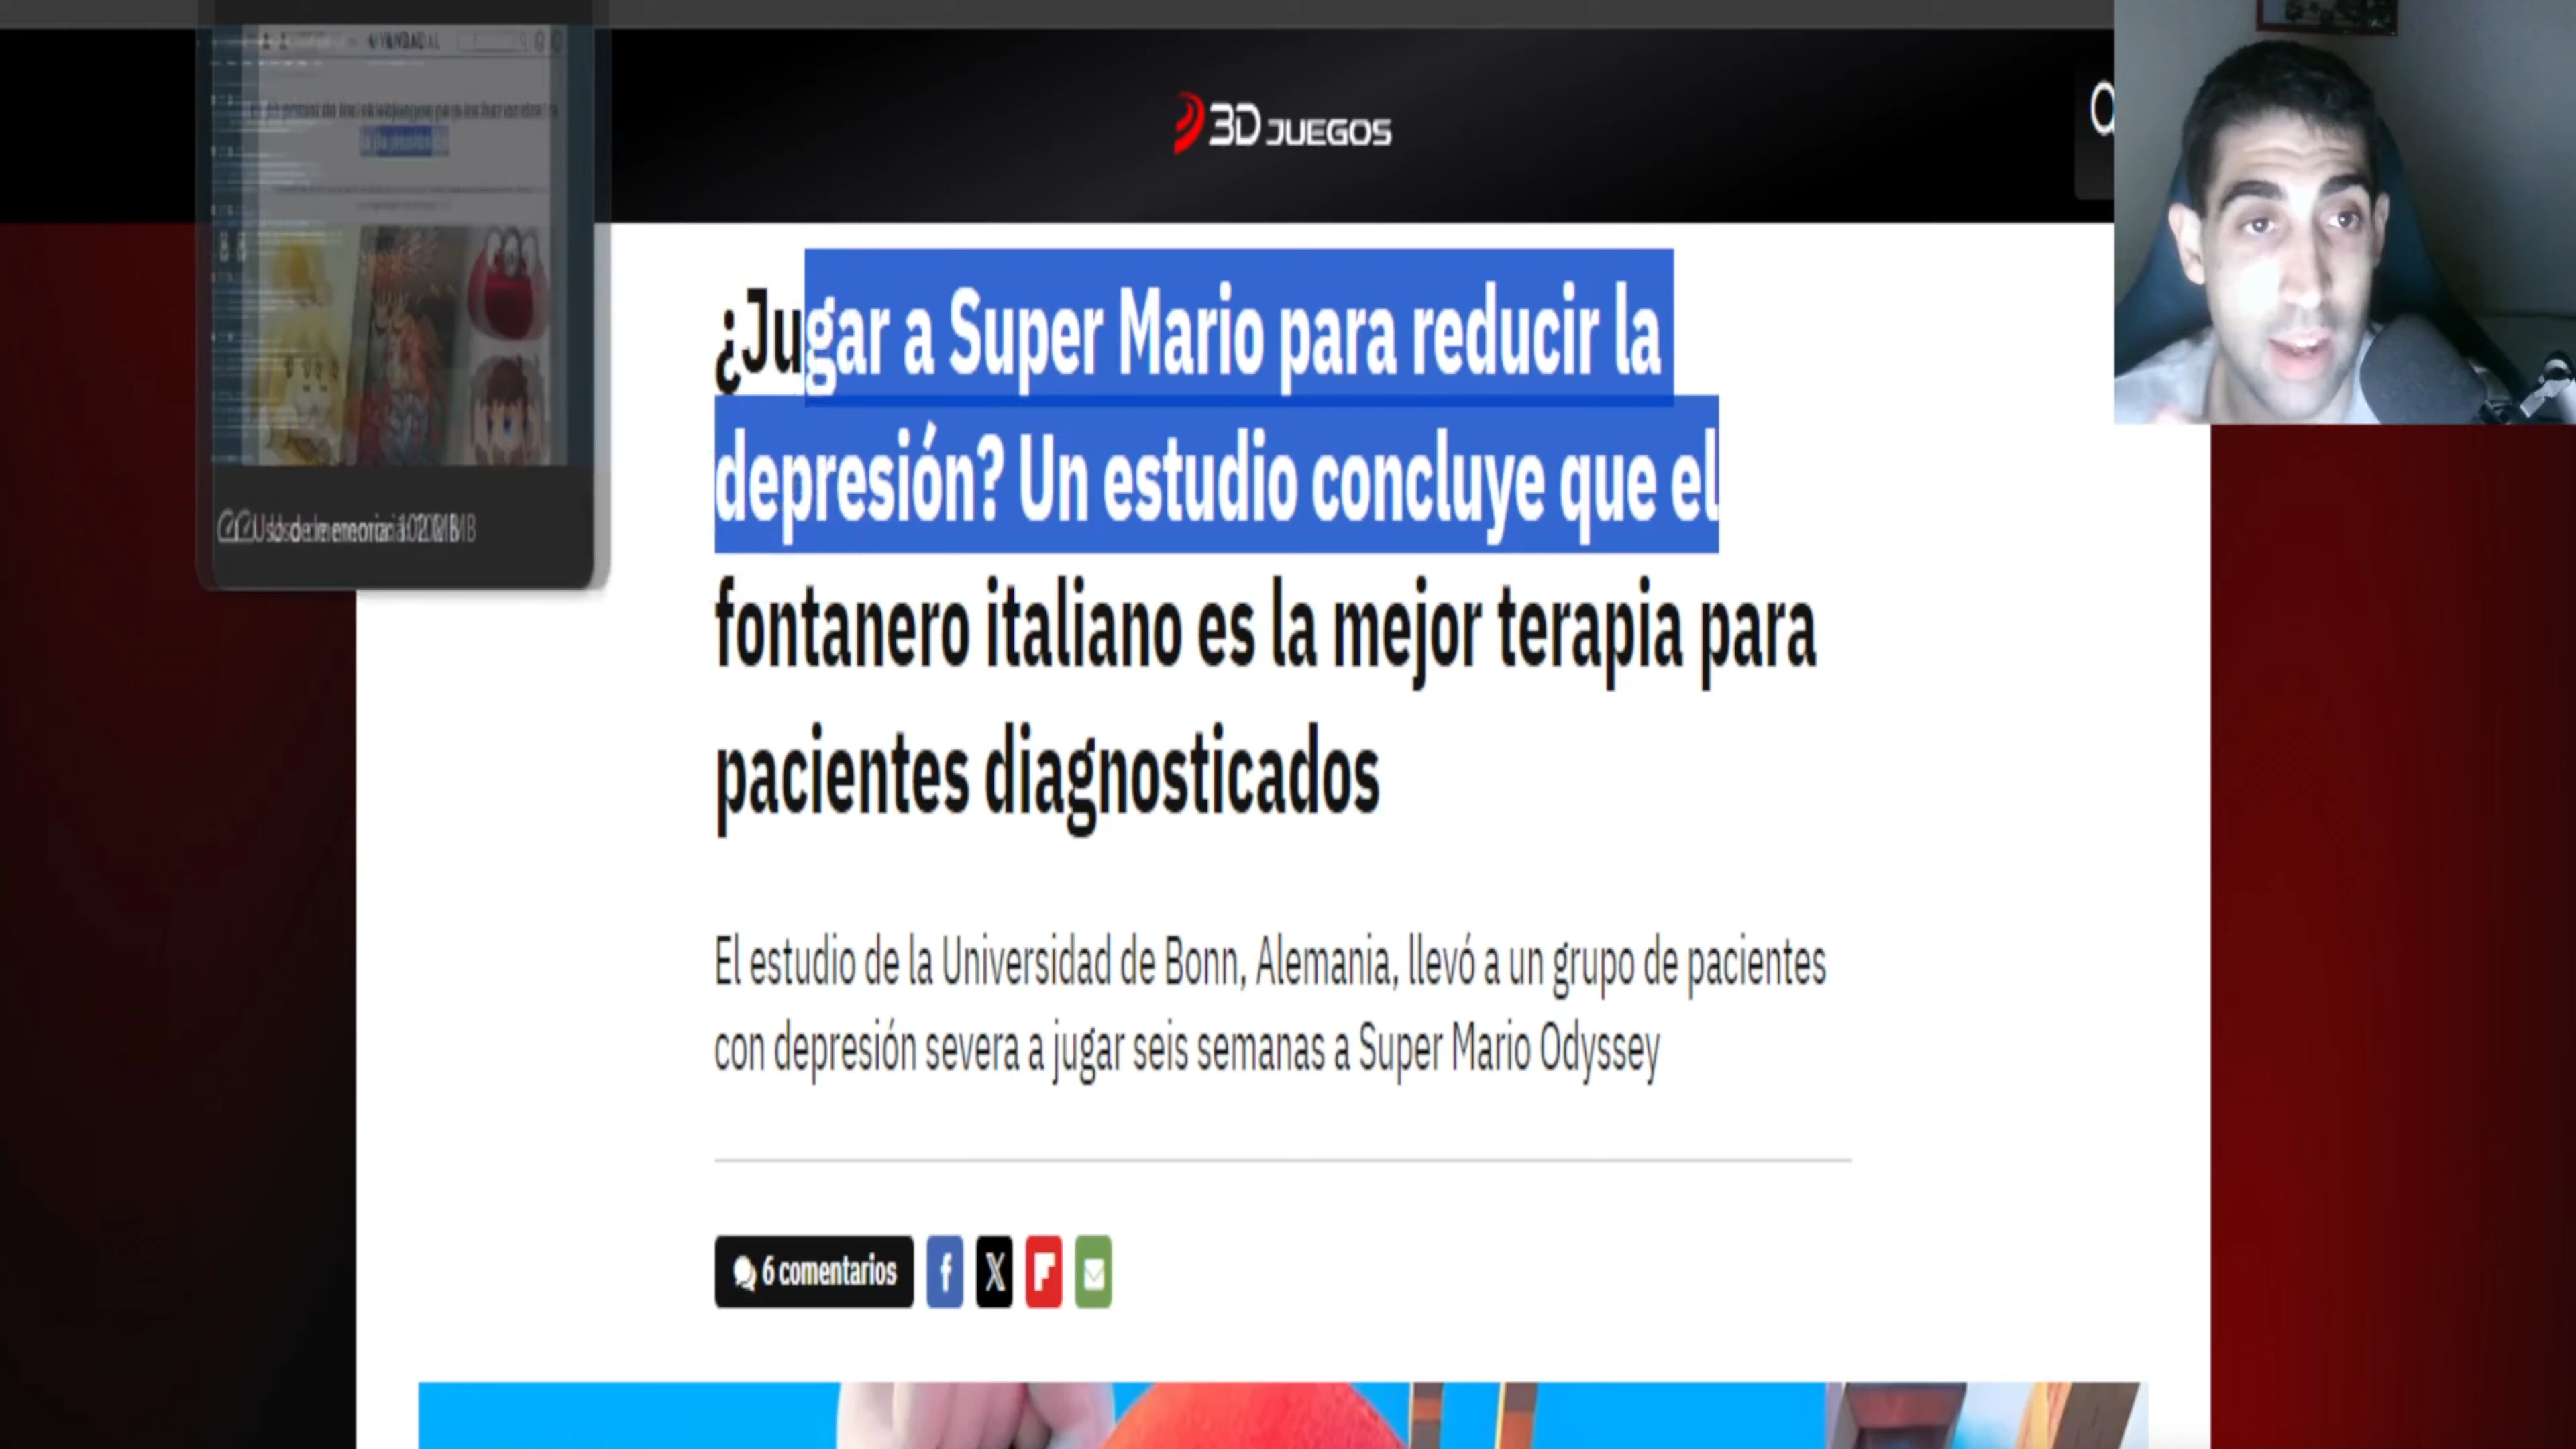 3D JUEGOS
¿Jugar a Super Mario para reducir la
depresión? Un estudio concluye que el
fontanero italiano es la mejor terapia para
pacientes diagnosticados
El estudio de la Universidad de Bonn, Alemania, llevó a un grupo de pacientes
con depresión severa a jugar seis semanas a Super Mario Odyssey
6 comentarios